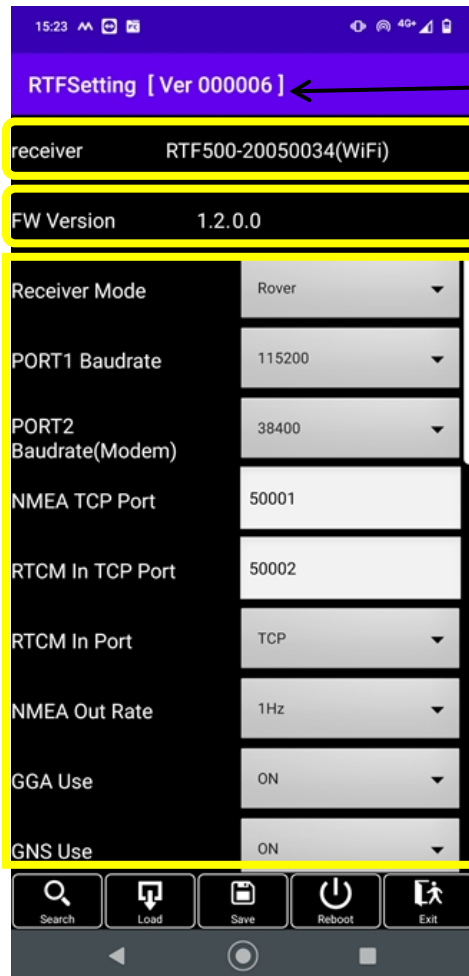 15:23 4G+
RTFSetting [ Ver 000006 ]
receiver RTF500-20050034(WiFi)
FW Version 1.2.0.0
Receiver Mode Rover
PORT1 Baudrate 115200
PORT2
Baudrate(Modem) 38400
NMEA TCP Port 50001
RTCM In TCP Port 50002
RTCM In Port TCP
NMEA Out Rate 1Hz
GGA Use ON
GNS Use ON
Search Load Save Reboot Exit